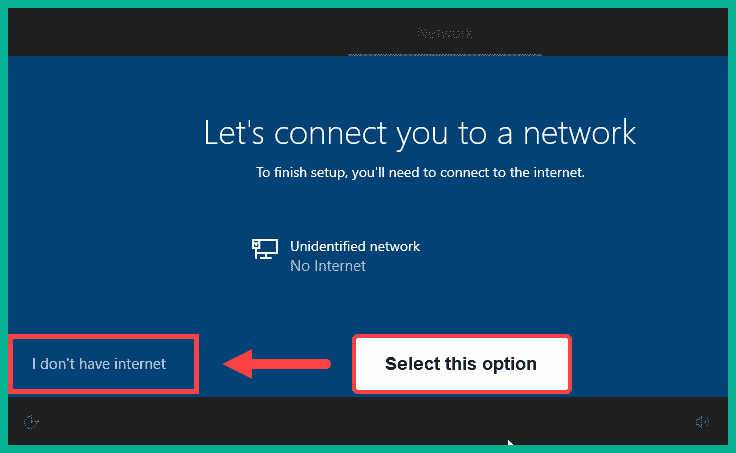 Network
Let's connect you to a network
To finish setup, you'll need to connect to the internet.
Unidentified network
No Internet
I don't have internet
Select this option